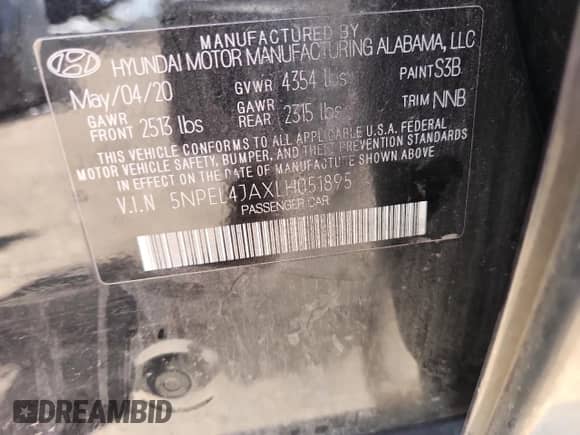 MANUFACTURED BY
HYUNDAI MOTOR MANUFACTURING ALABAMA, LLC
May/04/20 GVWR 4354 lbs PAINT S3B
GAWR FRONT 2513 lbs GAWR REAR 2315 lbs TRIM NNB
THIS VEHICLE CONFORMS TO ALL APPLICABLE U.S.A. FEDERAL
MOTOR VEHICLE SAFETY, BUMPER, AND THEFT PREVENTION STANDARDS
IN EFFECT ON THE DATE OF MANUFACTURE SHOWN ABOVE.
V.I.N 5NPEL4JAXLH051895
PASSENGER CAR
DREAMBID